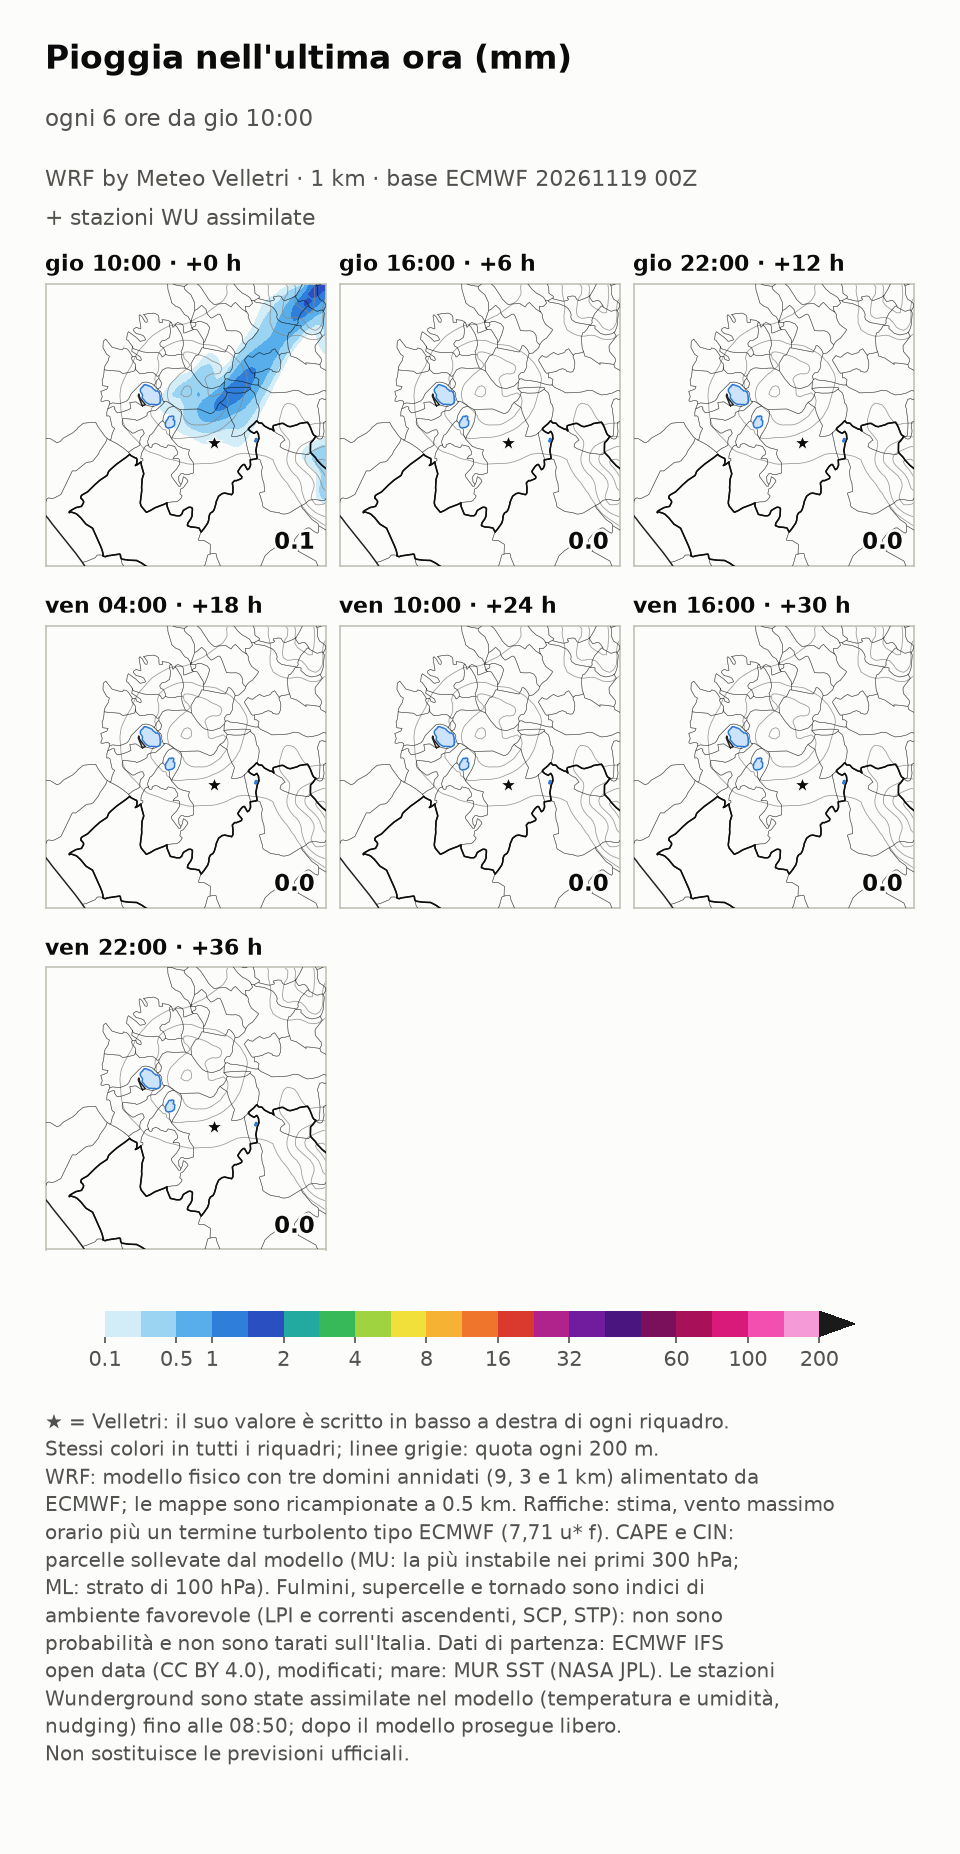 Pioggia nell'ultima ora (mm)
ogni 6 ore da gio 10:00
WRF by Meteo Velletri · 1 km · base ECMWF 20261119 00Z
+ stazioni WU assimilate
gio 10:00 · +0 h
gio 16:00 · +6 h
gio 22:00 · +12 h
0.1
0.0
0.0
ven 04:00 · +18 h
ven 10:00 · +24 h
ven 16:00 · +30 h
0.0
0.0
0.0
ven 22:00 · +36 h
0.0
0.1 0.5 1 2 4 8 16 32 60 100 200
★ = Velletri: il suo valore è scritto in basso a destra di ogni riquadro.
Stessi colori in tutti i riquadri; linee grigie: quota ogni 200 m.
WRF: modello fisico con tre domini annidati (9, 3 e 1 km) alimentato da
ECMWF; le mappe sono ricampionate a 0.5 km. Raffiche: stima, vento massimo
orario più un termine turbolento tipo ECMWF (7,71 u* f). CAPE e CIN:
parcelle sollevate dal modello (MU: la più instabile nei primi 300 hPa;
ML: strato di 100 hPa). Fulmini, supercelle e tornado sono indici di
ambiente favorevole (LPI e correnti ascendenti, SCP, STP): non sono
probabilità e non sono tarati sull'Italia. Dati di partenza: ECMWF IFS
open data (CC BY 4.0), modificati; mare: MUR SST (NASA JPL). Le stazioni
Wunderground sono state assimilate nel modello (temperatura e umidità,
nudging) fino alle 08:50; dopo il modello prosegue libero.
Non sostituisce le previsioni ufficiali.